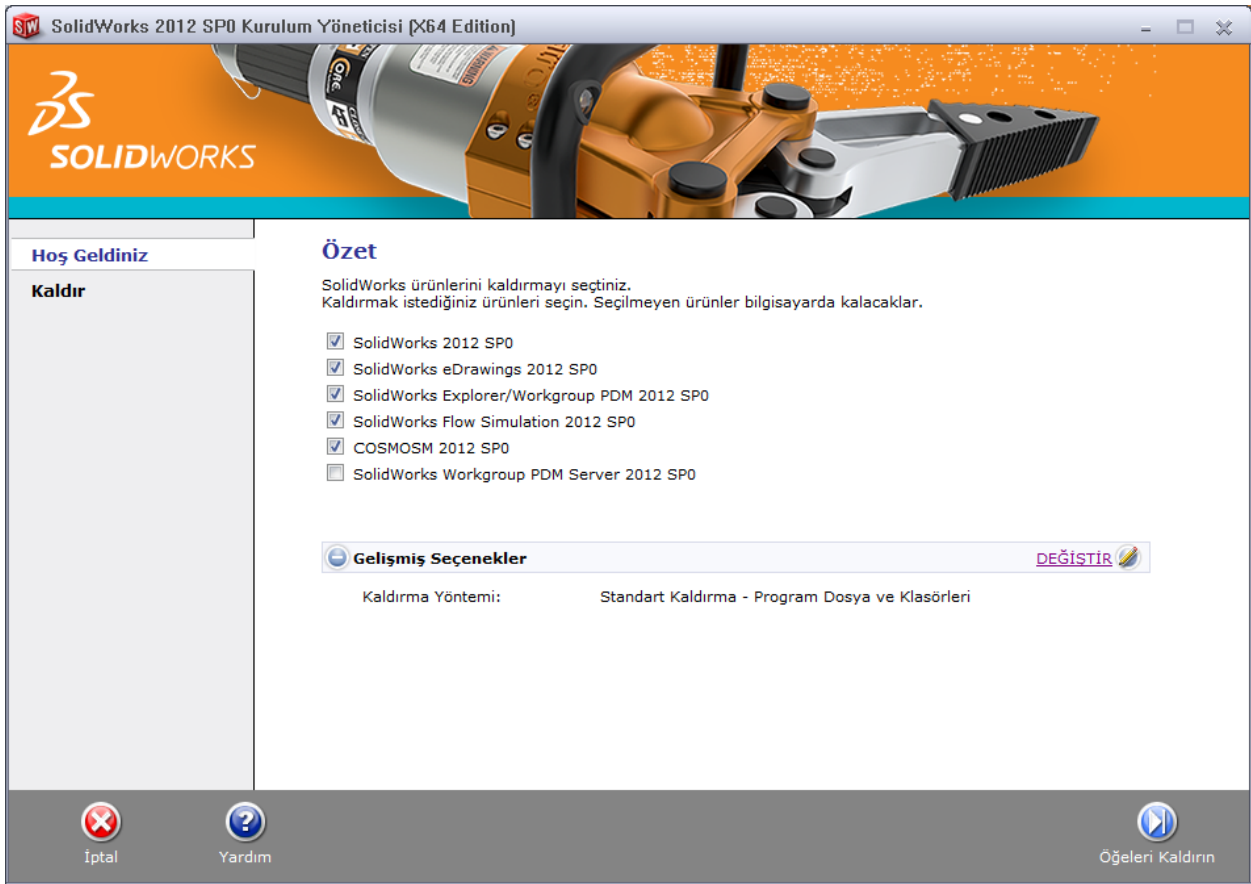 SolidWorks 2012 SP0 Kurulum Yöneticisi (X64 Edition)
SOLIDWORKS
WARNING
CORE
Hoş Geldiniz
Kaldır
Özet
SolidWorks ürünlerini kaldırmayı seçtiniz.
Kaldırmak istediğiniz ürünleri seçin. Seçilmeyen ürünler bilgisayarda kalacaklar.
SolidWorks 2012 SP0
SolidWorks eDrawings 2012 SP0
SolidWorks Explorer/Workgroup PDM 2012 SP0
SolidWorks Flow Simulation 2012 SP0
COSMOSM 2012 SP0
SolidWorks Workgroup PDM Server 2012 SP0
Gelişmiş Seçenekler DEĞİŞTİR
Kaldırma Yöntemi: Standart Kaldırma - Program Dosya ve Klasörleri
İptal Yardım Öğeleri Kaldırın